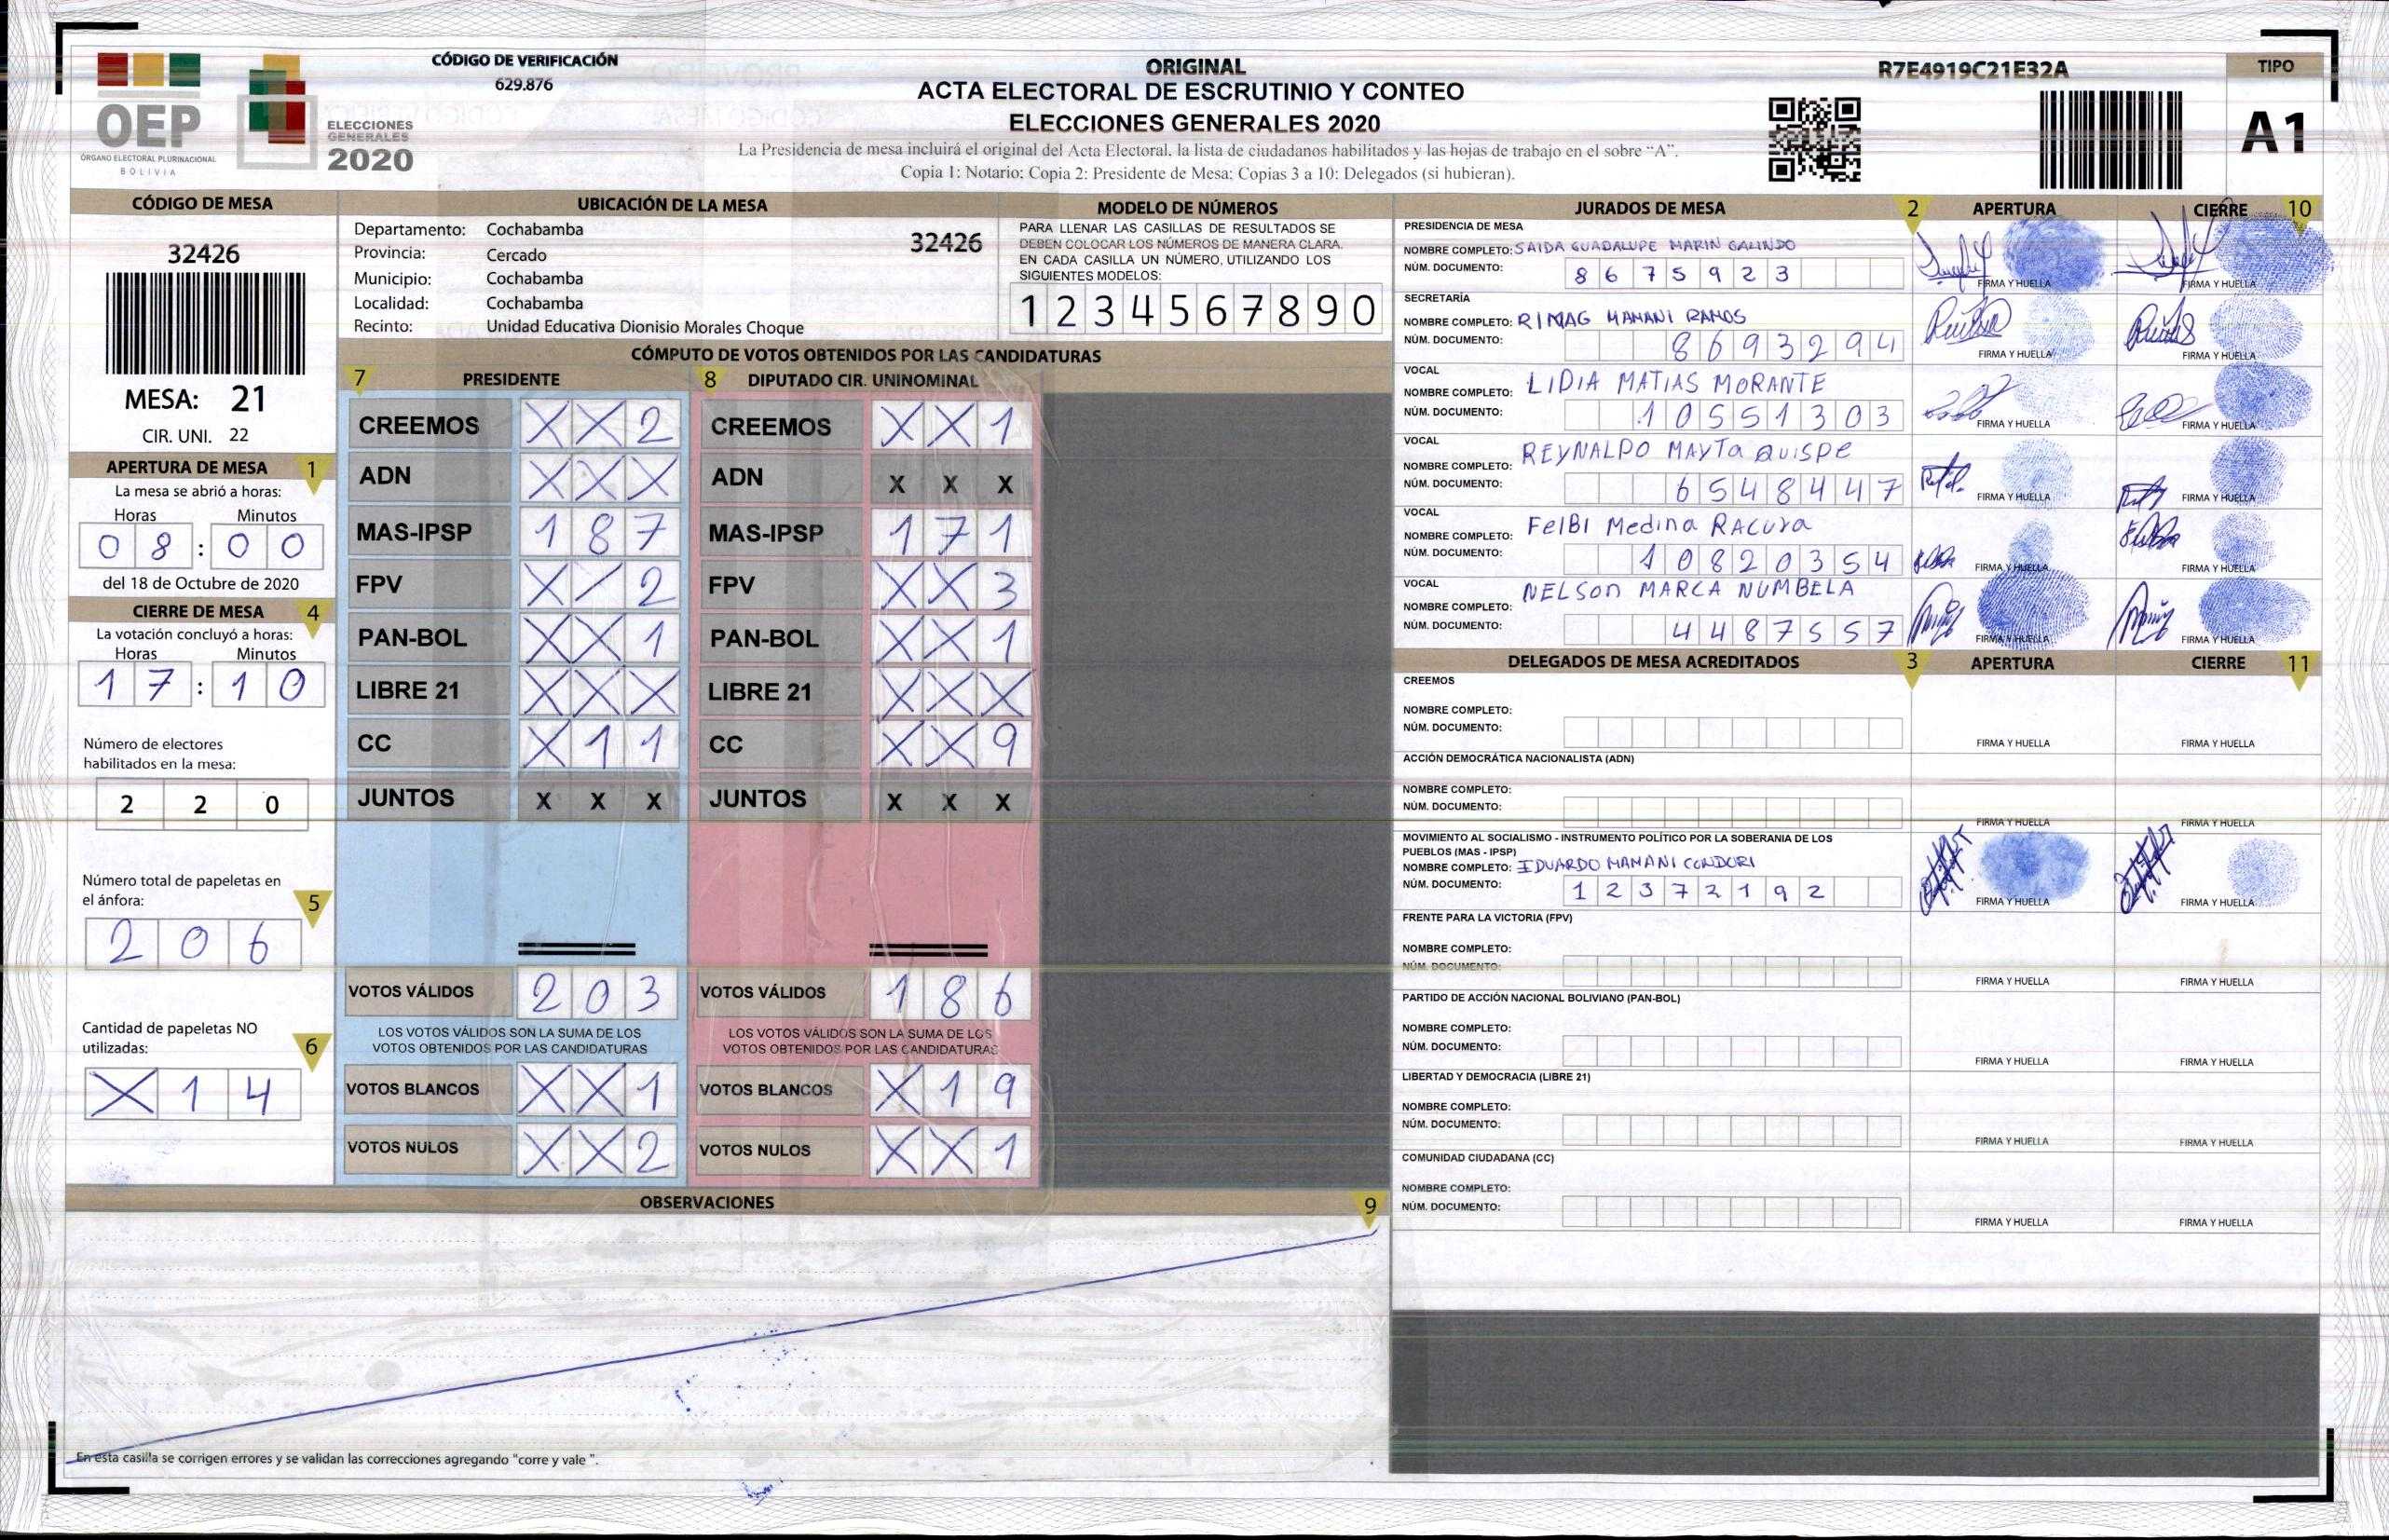 OEP
ÓRGANO ELECTORAL PLURINACIONAL
BOLIVIA
ELECCIONES
GENERALES
2020
CÓDIGO DE VERIFICACIÓN
629.876
ORIGINAL
ACTA ELECTORAL DE ESCRUTINIO Y CONTEO
ELECCIONES GENERALES 2020
La Presidencia de mesa incluirá el original del Acta Electoral, la lista de ciudadanos habilitados y las hojas de trabajo en el sobre “A”.
Copia 1: Notario; Copia 2: Presidente de Mesa; Copias 3 a 10: Delegados (si hubieran).
R7E4919C21E32A
TIPO
A1
CÓDIGO DE MESA
32426
MESA: 21
CIR. UNI. 22
APERTURA DE MESA 1
La mesa se abrió a horas:
Horas Minutos
0 8 : 0 0
del 18 de Octubre de 2020
CIERRE DE MESA 4
La votación concluyó a horas:
Horas Minutos
1 7 : 1 0
Número de electores
habilitados en la mesa:
2 2 0
Número total de papeletas en
el ánfora: 5
2 0 6
Cantidad de papeletas NO
utilizadas: 6
X 1 4
UBICACIÓN DE LA MESA
Departamento: Cochabamba
32426
Provincia: Cercado
Municipio: Cochabamba
Localidad: Cochabamba
Recinto: Unidad Educativa Dionisio Morales Choque
MODELO DE NÚMEROS
PARA LLENAR LAS CASILLAS DE RESULTADOS SE
DEBEN COLOCAR LOS NÚMEROS DE MANERA CLARA.
EN CADA CASILLA UN NÚMERO, UTILIZANDO LOS
SIGUIENTES MODELOS:
1 2 3 4 5 6 7 8 9 0
CÓMPUTO DE VOTOS OBTENIDOS POR LAS CANDIDATURAS
7 PRESIDENTE 8 DIPUTADO CIR. UNINOMINAL
CREEMOS X X 2 CREEMOS X X 1
ADN X X X ADN X X X
MAS-IPSP 1 8 7 MAS-IPSP 1 7 1
FPV X / 2 FPV X X 3
PAN-BOL X X 1 PAN-BOL X X 1
LIBRE 21 X X X LIBRE 21 X X X
CC X 1 1 CC X X 9
JUNTOS X X X JUNTOS X X X
VOTOS VÁLIDOS 2 0 3 VOTOS VÁLIDOS 1 8 6
LOS VOTOS VÁLIDOS SON LA SUMA DE LOS LOS VOTOS VÁLIDOS SON LA SUMA DE LOS
VOTOS OBTENIDOS POR LAS CANDIDATURAS VOTOS OBTENIDOS POR LAS CANDIDATURAS
VOTOS BLANCOS X X 1 VOTOS BLANCOS X 1 9
VOTOS NULOS X X 2 VOTOS NULOS X X 1
OBSERVACIONES 9
En esta casilla se corrigen errores y se validan las correcciones agregando "corre y vale ".
JURADOS DE MESA 2 APERTURA CIERRE 10
PRESIDENCIA DE MESA
NOMBRE COMPLETO: SAIDA GUADALUPE MARIN GALINDO
NÚM. DOCUMENTO: 8 6 7 5 9 2 3
FIRMA Y HUELLA FIRMA Y HUELLA
SECRETARÍA
NOMBRE COMPLETO: RIMAG MAMANI RAMOS
NÚM. DOCUMENTO: 8 6 9 3 2 9 4
FIRMA Y HUELLA FIRMA Y HUELLA
VOCAL
NOMBRE COMPLETO: LIDIA MATIAS MORANTE
NÚM. DOCUMENTO: 1 0 5 5 1 3 0 3
FIRMA Y HUELLA FIRMA Y HUELLA
VOCAL
NOMBRE COMPLETO: REYNALDO MAYTa QUISPe
NÚM. DOCUMENTO: 6 5 4 8 4 4 7
FIRMA Y HUELLA FIRMA Y HUELLA
VOCAL
NOMBRE COMPLETO: FelBI Medina RACUYa
NÚM. DOCUMENTO: 1 0 8 2 0 3 5 4
FIRMA Y HUELLA FIRMA Y HUELLA
VOCAL
NOMBRE COMPLETO: NELSON MARCA NUMBELA
NÚM. DOCUMENTO: 4 4 8 7 5 5 7
FIRMA Y HUELLA FIRMA Y HUELLA
DELEGADOS DE MESA ACREDITADOS 3 APERTURA CIERRE 11
CREEMOS
NOMBRE COMPLETO:
NÚM. DOCUMENTO:
FIRMA Y HUELLA FIRMA Y HUELLA
ACCIÓN DEMOCRÁTICA NACIONALISTA (ADN)
NOMBRE COMPLETO:
NÚM. DOCUMENTO:
FIRMA Y HUELLA FIRMA Y HUELLA
MOVIMIENTO AL SOCIALISMO - INSTRUMENTO POLÍTICO POR LA SOBERANIA DE LOS
PUEBLOS (MAS - IPSP)
NOMBRE COMPLETO: EDUARDO MAMANI CONDORI
NÚM. DOCUMENTO: 1 2 3 7 2 1 9 2
FIRMA Y HUELLA FIRMA Y HUELLA
FRENTE PARA LA VICTORIA (FPV)
NOMBRE COMPLETO:
NÚM. DOCUMENTO:
FIRMA Y HUELLA FIRMA Y HUELLA
PARTIDO DE ACCIÓN NACIONAL BOLIVIANO (PAN-BOL)
NOMBRE COMPLETO:
NÚM. DOCUMENTO:
FIRMA Y HUELLA FIRMA Y HUELLA
LIBERTAD Y DEMOCRACIA (LIBRE 21)
NOMBRE COMPLETO:
NÚM. DOCUMENTO:
FIRMA Y HUELLA FIRMA Y HUELLA
COMUNIDAD CIUDADANA (CC)
NOMBRE COMPLETO:
NÚM. DOCUMENTO:
FIRMA Y HUELLA FIRMA Y HUELLA